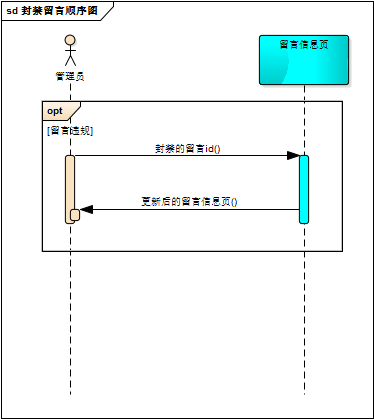 sd 封禁留言顺序图
管理员
留言信息页
opt
[留言违规]
封禁的留言id()
更新后的留言信息页()